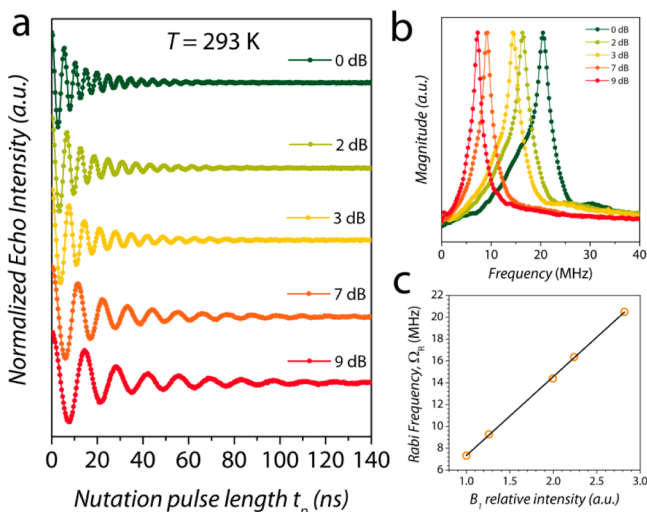 a
T = 293 K
0 dB
2 dB
3 dB
7 dB
9 dB
Normalized Echo Intensity (a.u.)
0 20 40 60 80 100 120 140
Nutation pulse length tp (ns)
b
0 dB
2 dB
3 dB
7 dB
9 dB
Magnitude (a.u.)
0 10 20 30 40
Frequency (MHz)
c
Rabi Frequency, ΩR (MHz)
22
20
18
16
14
12
10
8
6
1.0 1.5 2.0 2.5 3.0
B1 relative intensity (a.u.)